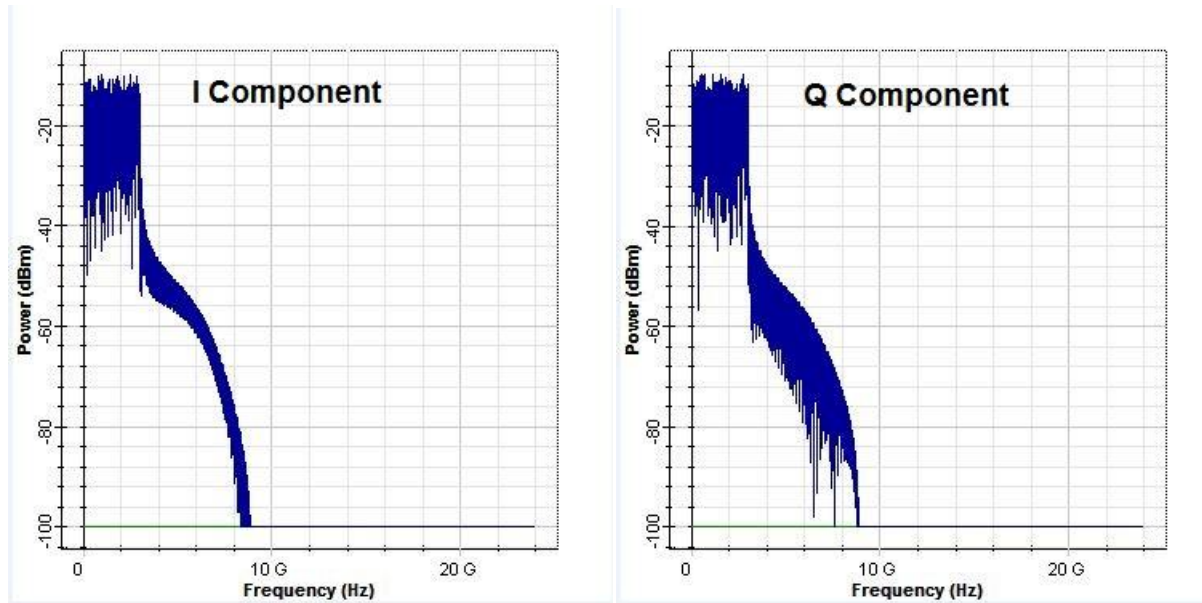 I Component
Power (dBm)
-20
-40
-60
-80
-100
0
10 G
20 G
Frequency (Hz)
Q Component
Power (dBm)
-20
-40
-60
-80
-100
0
10 G
20 G
Frequency (Hz)